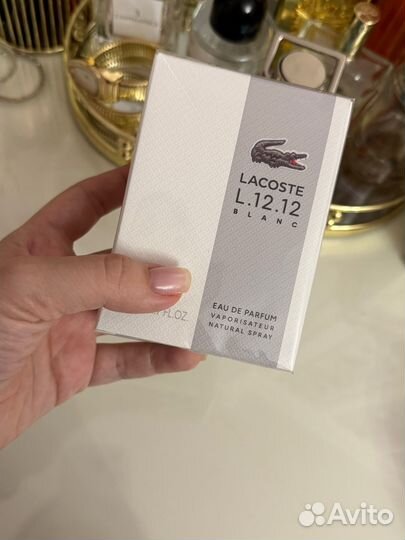 LACOSTE
L.12.12
BLANC
EAU DE PARFUM
VAPORISATEUR
NATURAL SPRAY
FL.OZ.
Avito